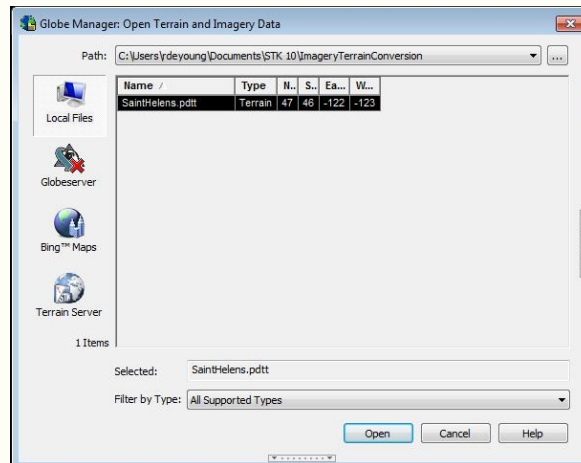 Globe Manager: Open Terrain and Imagery Data
Path: C:\Users\rdeyoung\Documents\STK 10\ImageryTerrainConversion ...
Name / Type N.. S.. Ea... W...
SaintHelens.pdtt Terrain 47 46 -122 -123
Local Files
Globeserver
Bing™ Maps
Terrain Server
1 Items
Selected: SaintHelens.pdtt
Filter by Type: All Supported Types
Open Cancel Help